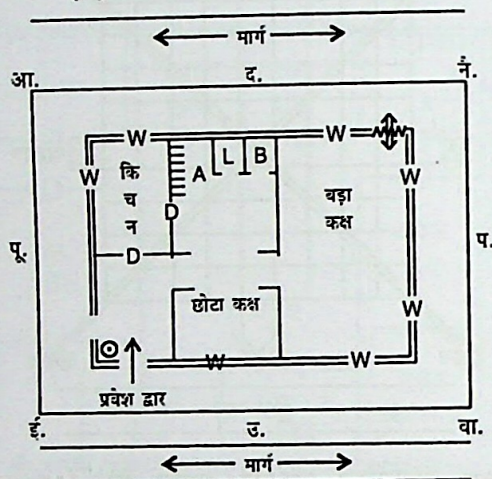 मार्ग
आ. द. नै.
W W
W कि च न A L B W
D बड़ा कक्ष
पू. D प.
छोटा कक्ष W
W W
प्रवेश द्वार
ई. उ. वा.
मार्ग